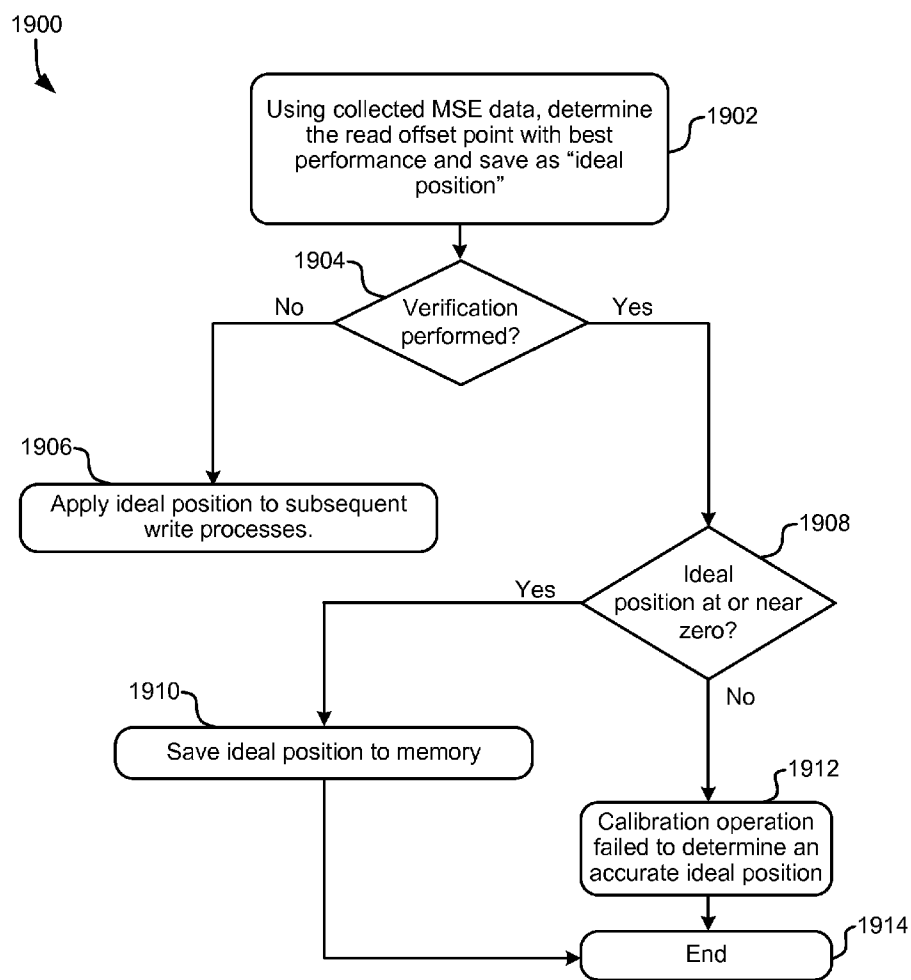 1900
Using collected MSE data, determine
the read offset point with best
performance and save as “ideal
position”
1902
1904
Verification
performed?
No
Yes
1906
Apply ideal position to subsequent
write processes.
1908
Ideal
position at or near
zero?
Yes
No
1910
Save ideal position to memory
1912
Calibration operation
failed to determine an
accurate ideal position
1914
End